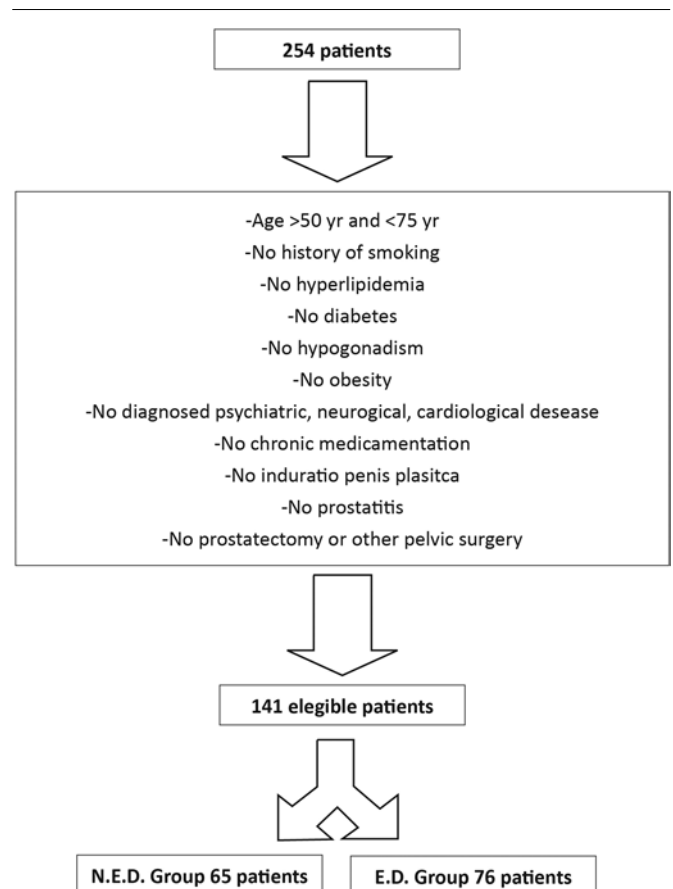 254 patients
-Age >50 yr and <75 yr
-No history of smoking
-No hyperlipidemia
-No diabetes
-No hypogonadism
-No obesity
-No diagnosed psychiatric, neurogical, cardiological desease
-No chronic medicamentation
-No induratio penis plasitca
-No prostatitis
-No prostatectomy or other pelvic surgery
141 elegible patients
N.E.D. Group 65 patients
E.D. Group 76 patients